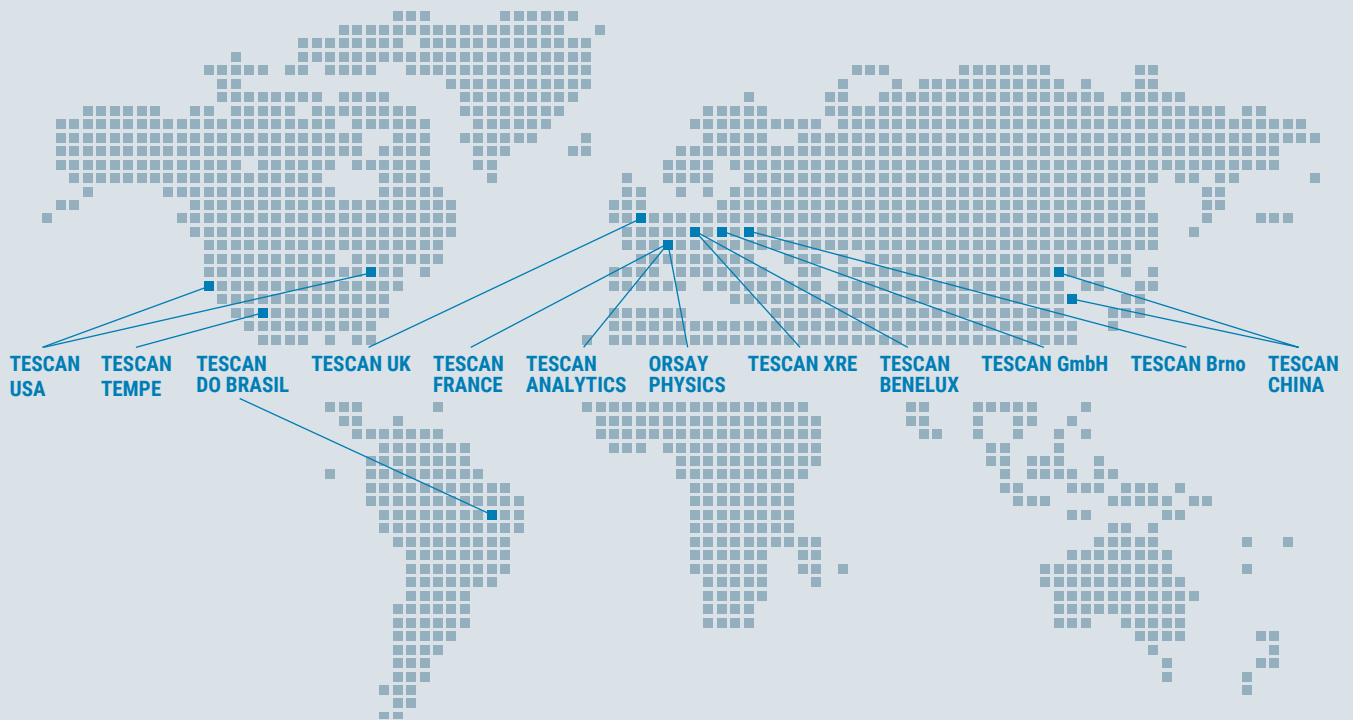 TESCAN
USA
TESCAN
TEMPE
TESCAN
DO BRASIL
TESCAN UK
TESCAN
FRANCE
TESCAN
ANALYTICS
ORSAY
PHYSICS
TESCAN XRE
TESCAN
BENELUX
TESCAN GmbH
TESCAN Brno
TESCAN
CHINA